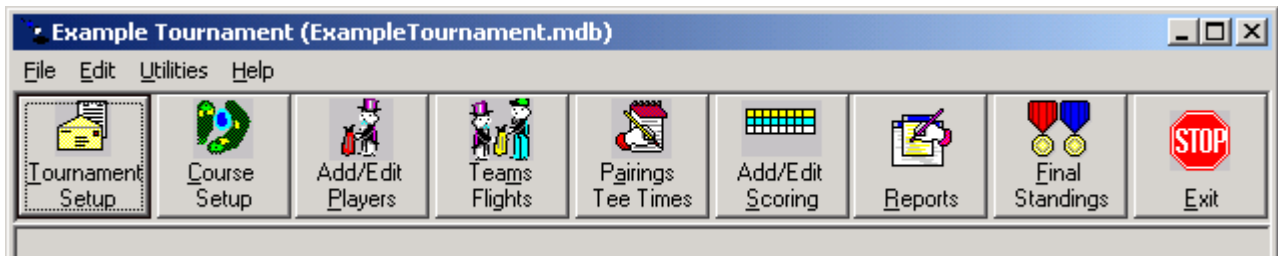 Example Tournament (ExampleTournament.mdb)
File Edit Utilities Help
Tournament Setup
Course Setup
Add/Edit Players
Teams Flights
Pairings Tee Times
Add/Edit Scoring
Reports
Final Standings
STOP
Exit